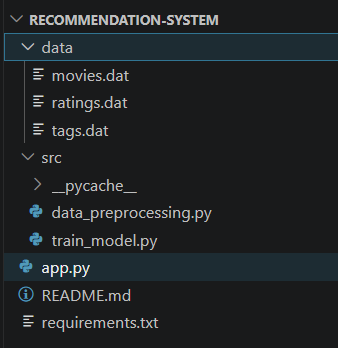 RECOMMENDATION-SYSTEM
data
movies.dat
ratings.dat
tags.dat
src
__pycache__
data_preprocessing.py
train_model.py
app.py
README.md
requirements.txt